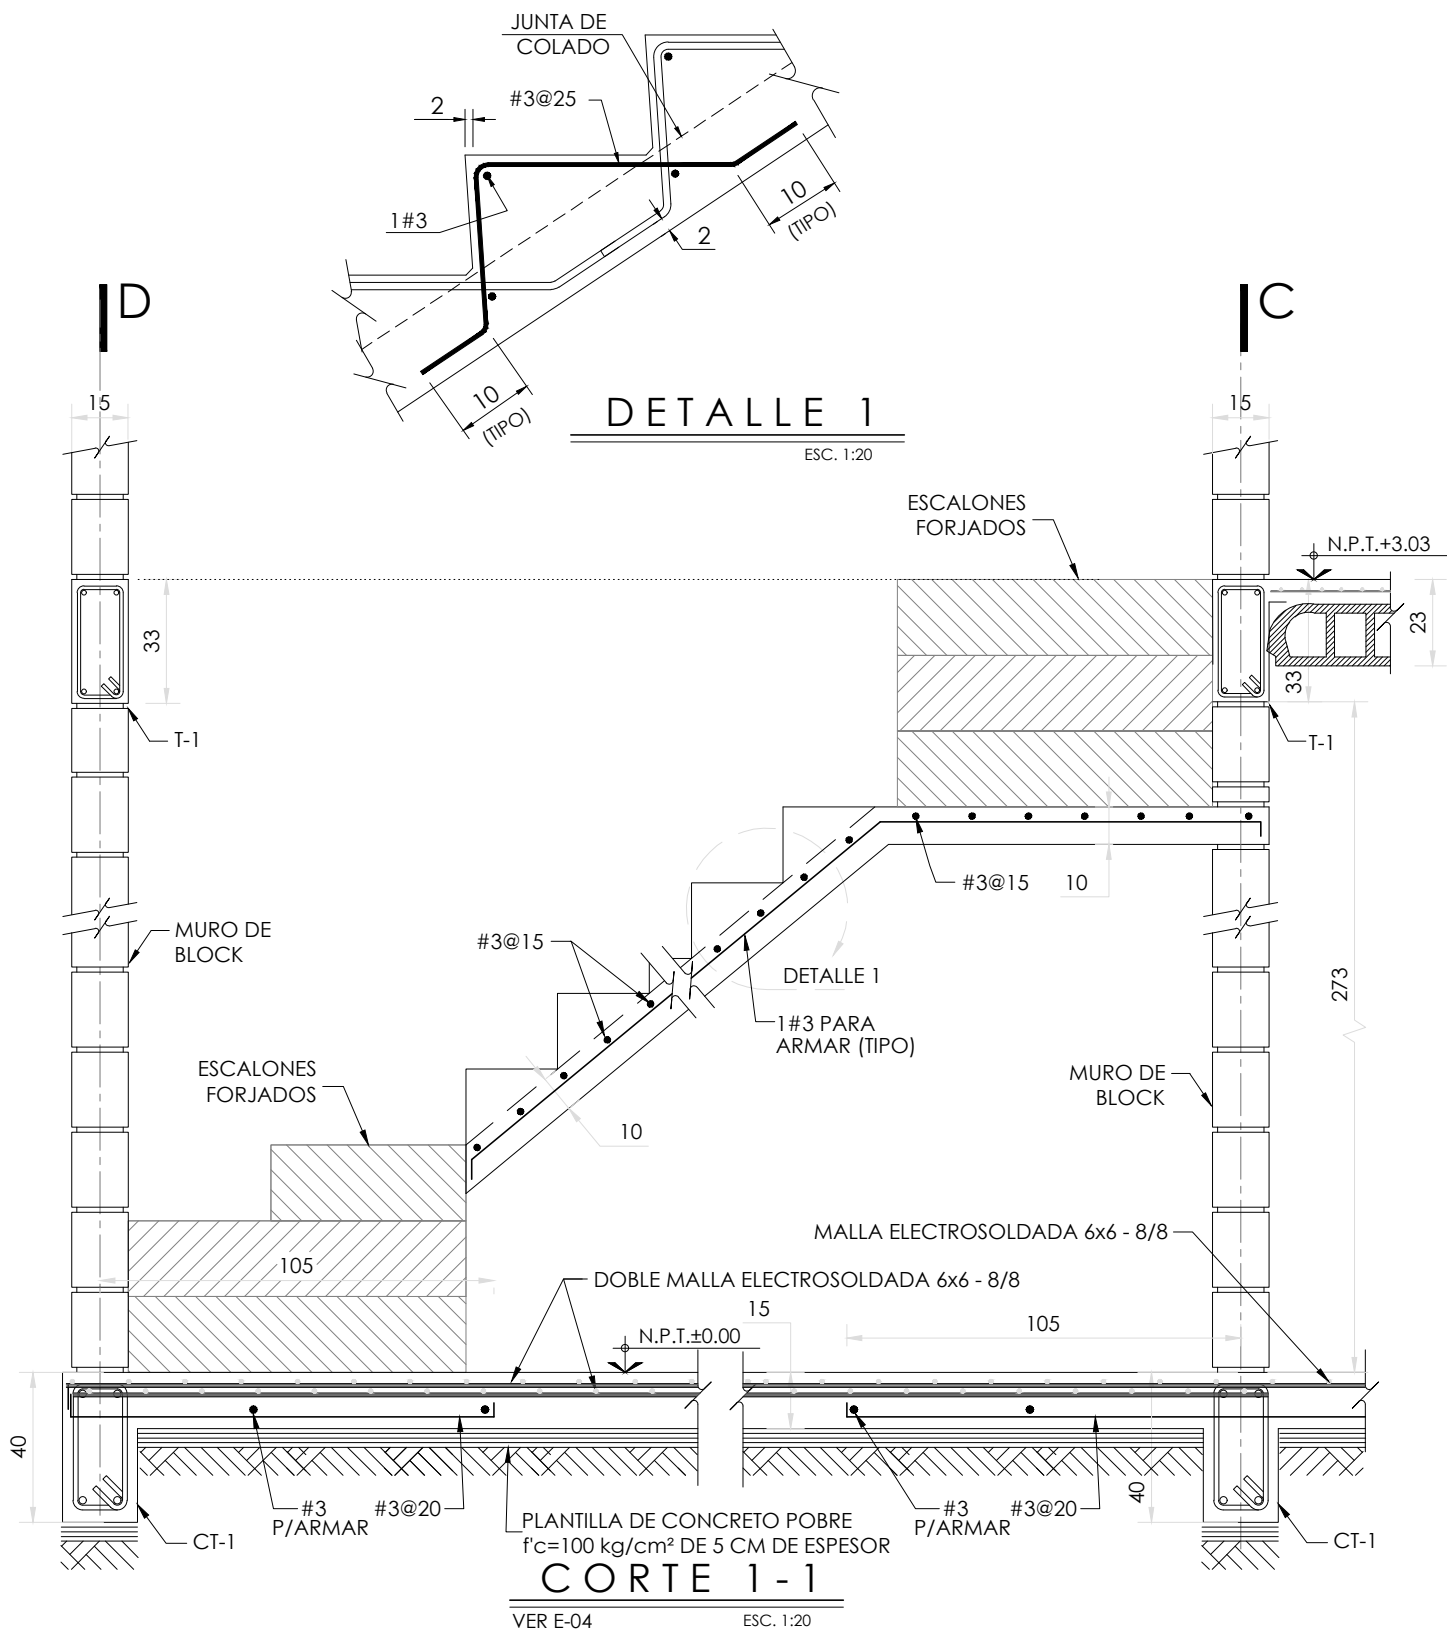 JUNTA DE
COLADO
2
#3@25
1#3
10
(TIPO)
2
10
(TIPO)
D
C
DETALLE 1
ESC. 1:20
15
15
ESCALONES
FORJADOS
N.P.T.+3.03
33
23
33
T-1
T-1
#3@15
10
MURO DE
BLOCK
#3@15
DETALLE 1
273
1#3 PARA
ARMAR (TIPO)
ESCALONES
FORJADOS
MURO DE
BLOCK
10
MALLA ELECTROSOLDADA 6x6 - 8/8
105
DOBLE MALLA ELECTROSOLDADA 6x6 - 8/8
15
105
N.P.T.±0.00
40
40
#3
P/ARMAR
#3@20
#3
P/ARMAR
#3@20
PLANTILLA DE CONCRETO POBRE
f'c=100 kg/cm² DE 5 CM DE ESPESOR
CT-1
CT-1
CORTE 1-1
VER E-04
ESC. 1:20